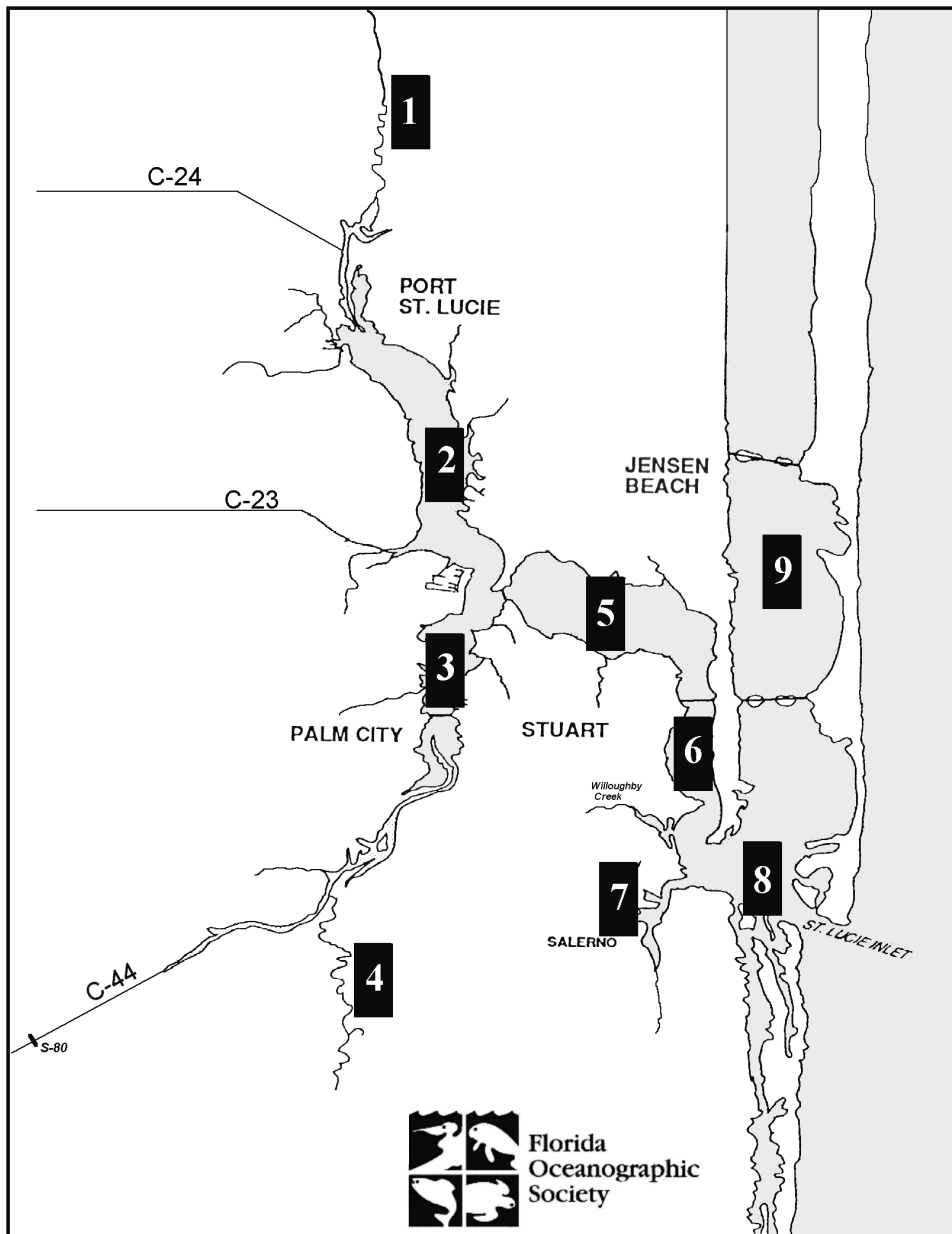 1
C-24
PORT
ST. LUCIE
2
JENSEN
BEACH
C-23
9
5
3
PALM CITY
STUART
6
Willoughby
Creek
8
7
SALERNO
ST. LUCIE INLET
4
C-44
S-80
Florida
Oceanographic
Society